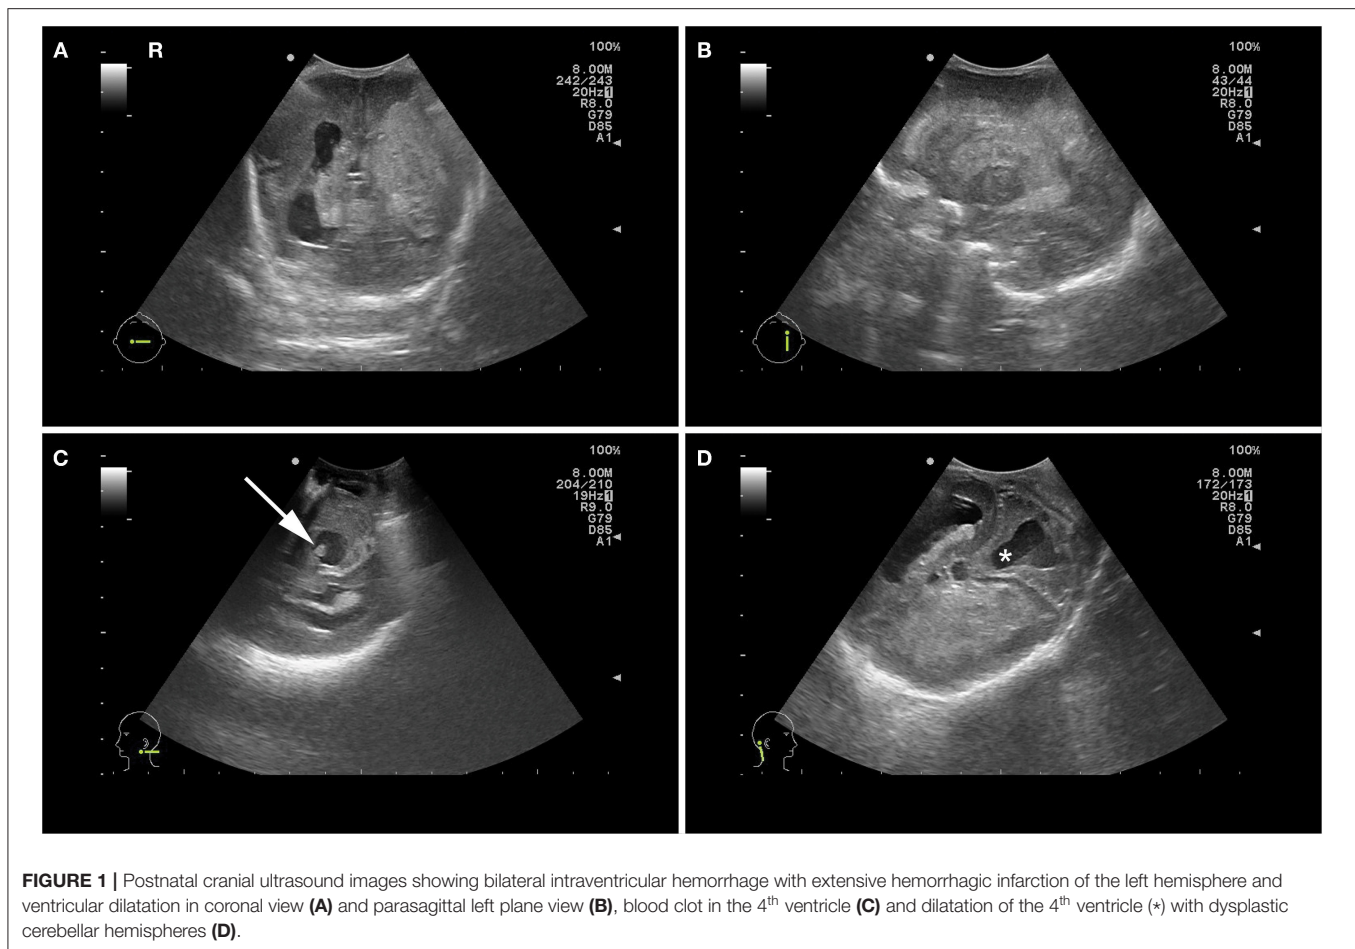 A
R
100%
8.00M
242/243
20Hz1
R8.0
G79
D85
A1
B
100%
8.00M
43/44
20Hz1
R8.0
G79
D85
A1
C
100%
8.00M
204/210
19Hz1
R9.0
G79
D85
A1
D
100%
8.00M
172/173
20Hz1
R8.0
G79
D85
A1
*
FIGURE 1 | Postnatal cranial ultrasound images showing bilateral intraventricular hemorrhage with extensive hemorrhagic infarction of the left hemisphere and
ventricular dilatation in coronal view (A) and parasagittal left plane view (B), blood clot in the 4th ventricle (C) and dilatation of the 4th ventricle (*) with dysplastic
cerebellar hemispheres (D).